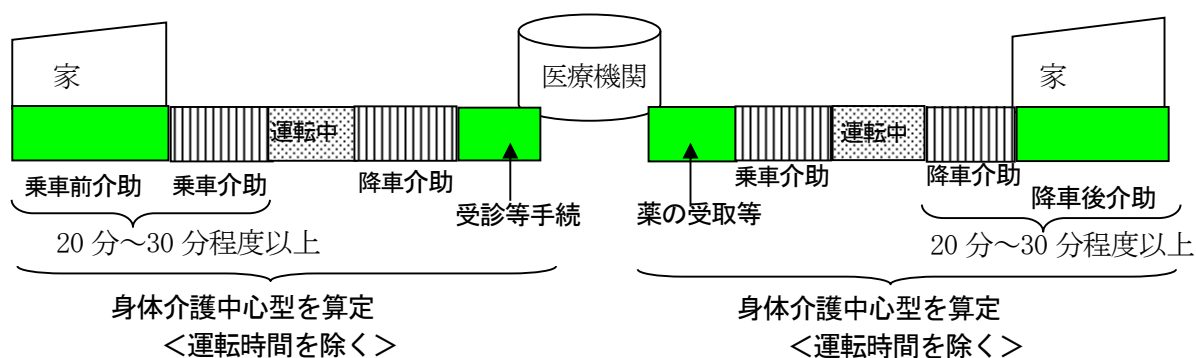 家
医療機関
家
運転中
運転中
乗車前介助
乗車介助
降車介助
受診等手続
薬の受取等
乗車介助
降車介助
降車後介助
20 分～30 分程度以上
20 分～30 分程度以上
身体介護中心型を算定
＜運転時間を除く＞
身体介護中心型を算定
＜運転時間を除く＞